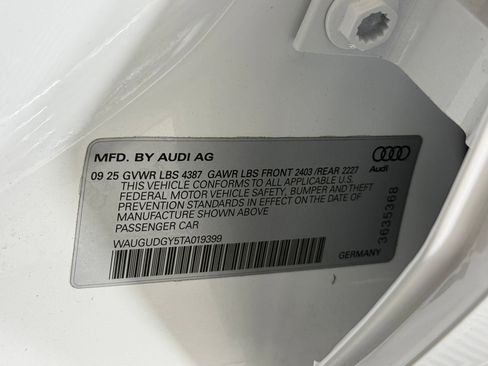 MFD. BY AUDI AG
Audi
09 25 GVWR LBS 4387 GAWR LBS FRONT 2403 /REAR 2227
THIS VEHICLE CONFORMS TO ALL APPLICABLE U.S.
FEDERAL MOTOR VEHICLE SAFETY, BUMPER AND THEFT
PREVENTION STANDARDS IN EFFECT ON THE DATE OF
MANUFACTURE SHOWN ABOVE.
PASSENGER CAR
WAUGUDGY5TA019399
GERMANY
3635368